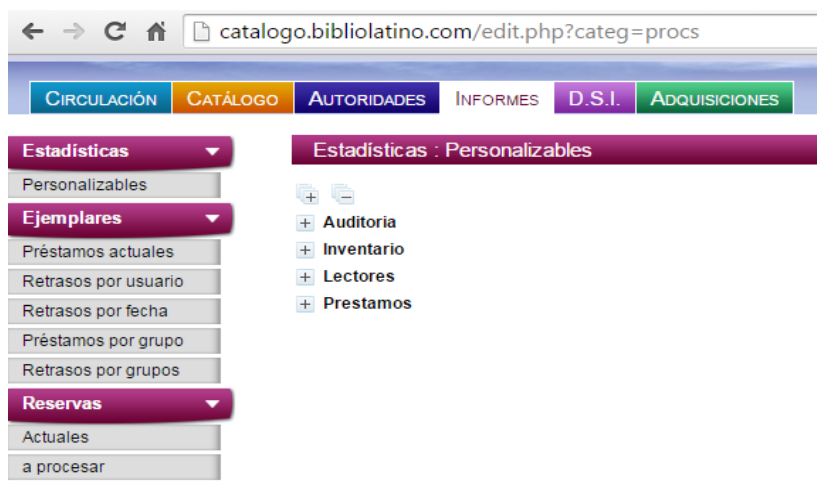 catalogo.bibliolatino.com/edit.php?categ=procs
CIRCULACIÓN CATÁLOGO AUTORIDADES INFORMES D.S.I. ADQUISICIONES
Estadísticas
Personalizables
Ejemplares
Préstamos actuales
Retrasos por usuario
Retrasos por fecha
Préstamos por grupo
Retrasos por grupos
Reservas
Actuales
a procesar
Estadísticas : Personalizables
Auditoria
Inventario
Lectores
Prestamos